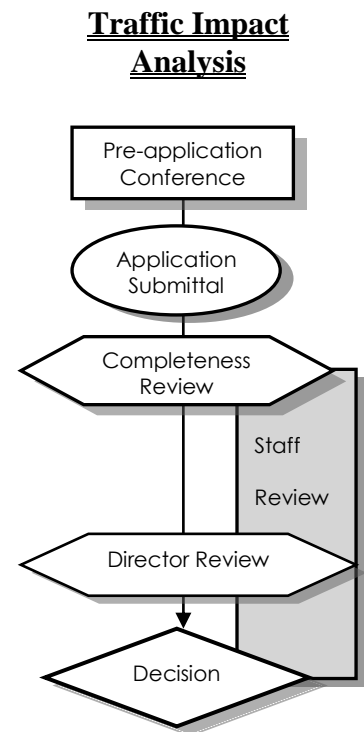 Traffic Impact
Analysis
Pre-application
Conference
Application
Submittal
Completeness
Review
Staff
Review
Director Review
Decision